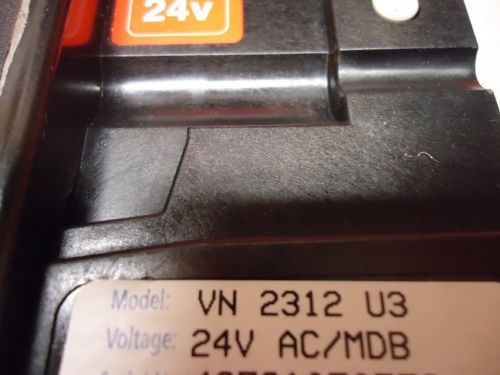 24v
Model: VN 2312 U3
Voltage: 24V AC/MDB